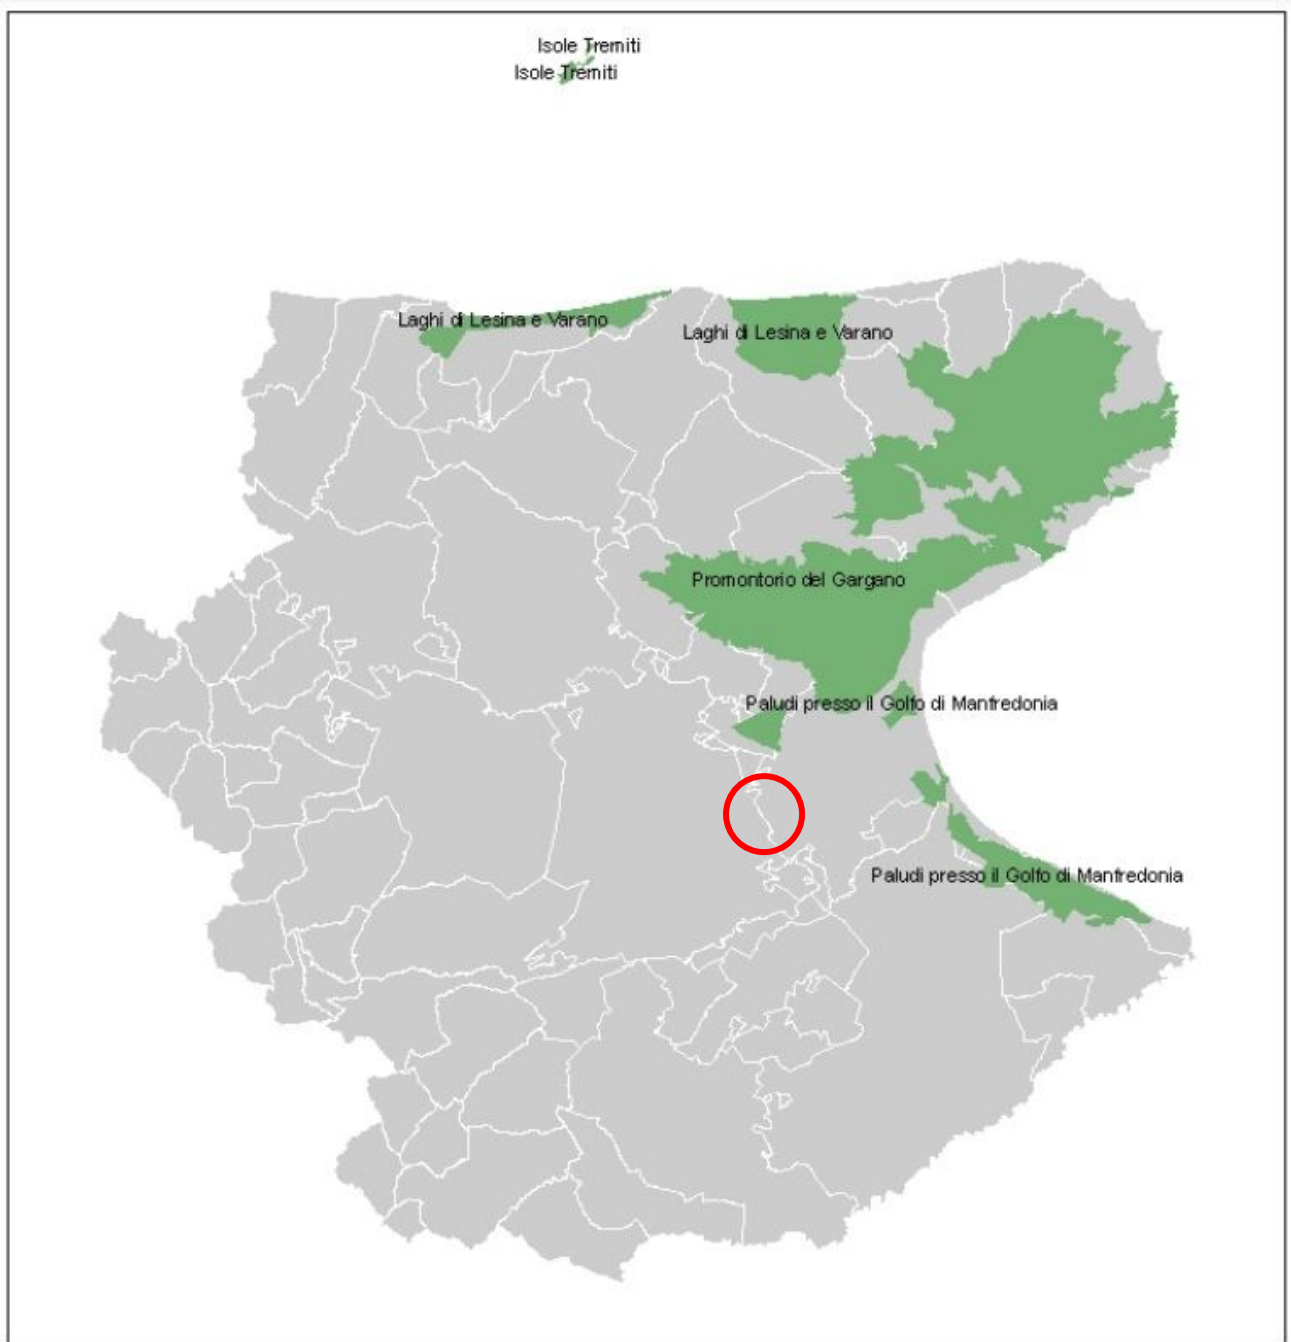 Isole Tremiti
Isole Tremiti
Laghi di Lesina e Varano
Laghi di Lesina e Varano
Promontorio del Gargano
Paludi presso il Golfo di Manfredonia
Paludi presso il Golfo di Manfredonia